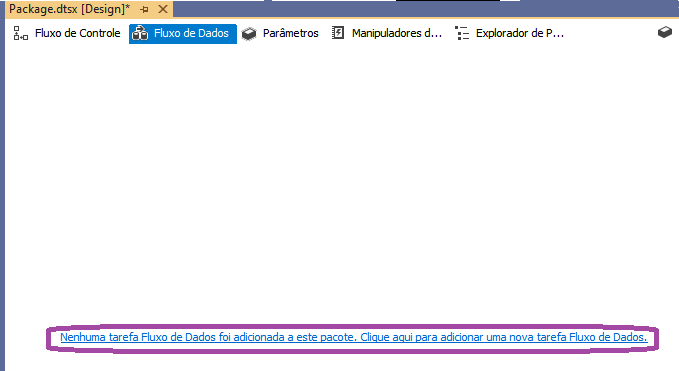 Package.dtsx [Design]*
Fluxo de Controle
Fluxo de Dados
Parâmetros
Manipuladores d...
Explorador de P...
Nenhuma tarefa Fluxo de Dados foi adicionada a este pacote. Clique aqui para adicionar uma nova tarefa Fluxo de Dados.